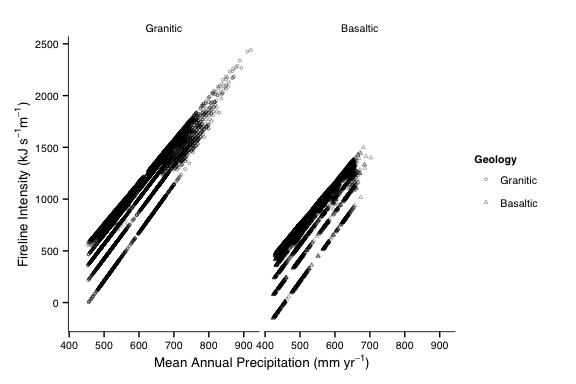 Granitic Basaltic
2500
2000
1500
1000
500
0
Fireline Intensity (kJ s⁻¹m⁻¹)
400 500 600 700 800 900 400 500 600 700 800 900
Mean Annual Precipitation (mm yr⁻¹)
Geology
Granitic
Basaltic